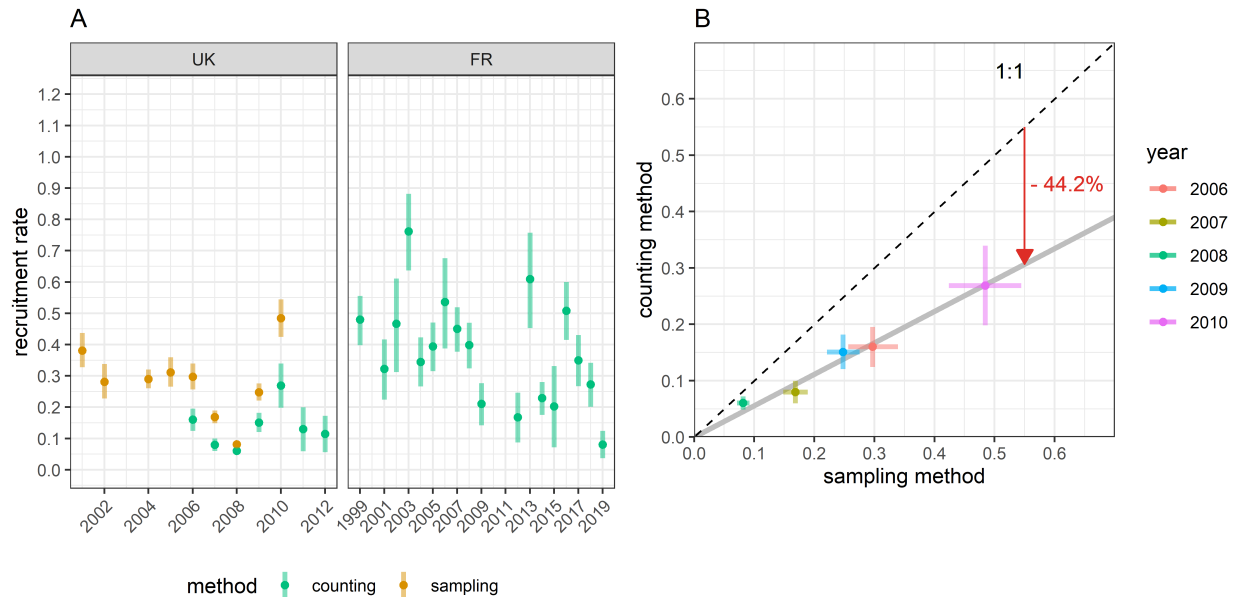 A
UK
FR
recruitment rate
1.2
1.1
1.0
0.9
0.8
0.7
0.6
0.5
0.4
0.3
0.2
0.1
0.0
2002 2004 2006 2008 2010 2012
1999 2001 2003 2005 2007 2009 2011 2013 2015 2017 2019
method counting sampling
B
counting method
0.6
0.5
0.4
0.3
0.2
0.1
0.0
1:1
- 44.2%
0.0 0.1 0.2 0.3 0.4 0.5 0.6
sampling method
year
2006
2007
2008
2009
2010